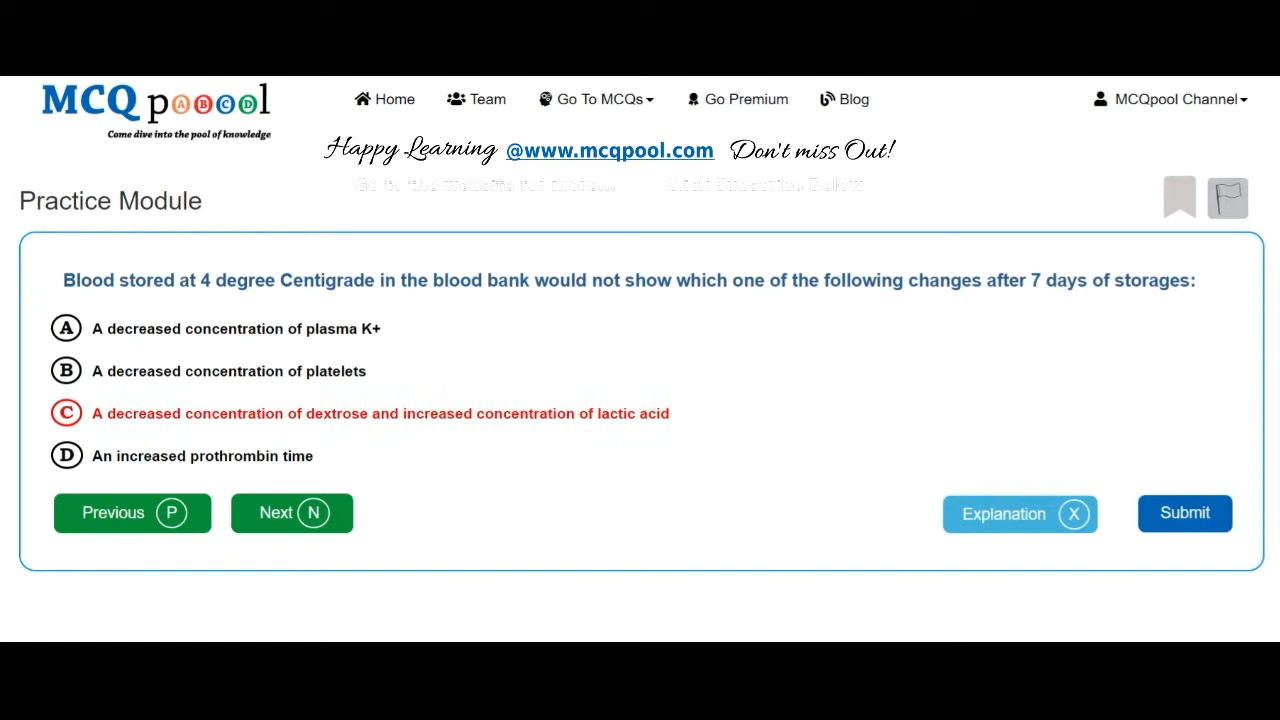 MCQ pⒶⒷⒸⒹl
Come dive into the pool of knowledge
Home Team Go To MCQs Go Premium Blog MCQpool Channel
Happy Learning @www.mcqpool.com Don't miss Out!
Practice Module
Blood stored at 4 degree Centigrade in the blood bank would not show which one of the following changes after 7 days of storages:
A A decreased concentration of plasma K+
B A decreased concentration of platelets
C A decreased concentration of dextrose and increased concentration of lactic acid
D An increased prothrombin time
Previous P Next N Explanation X Submit